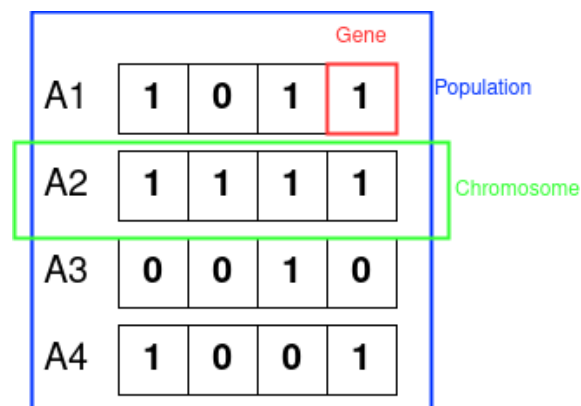 Gene
A1 1 0 1 1
Population
A2 1 1 1 1
Chromosome
A3 0 0 1 0
A4 1 0 0 1